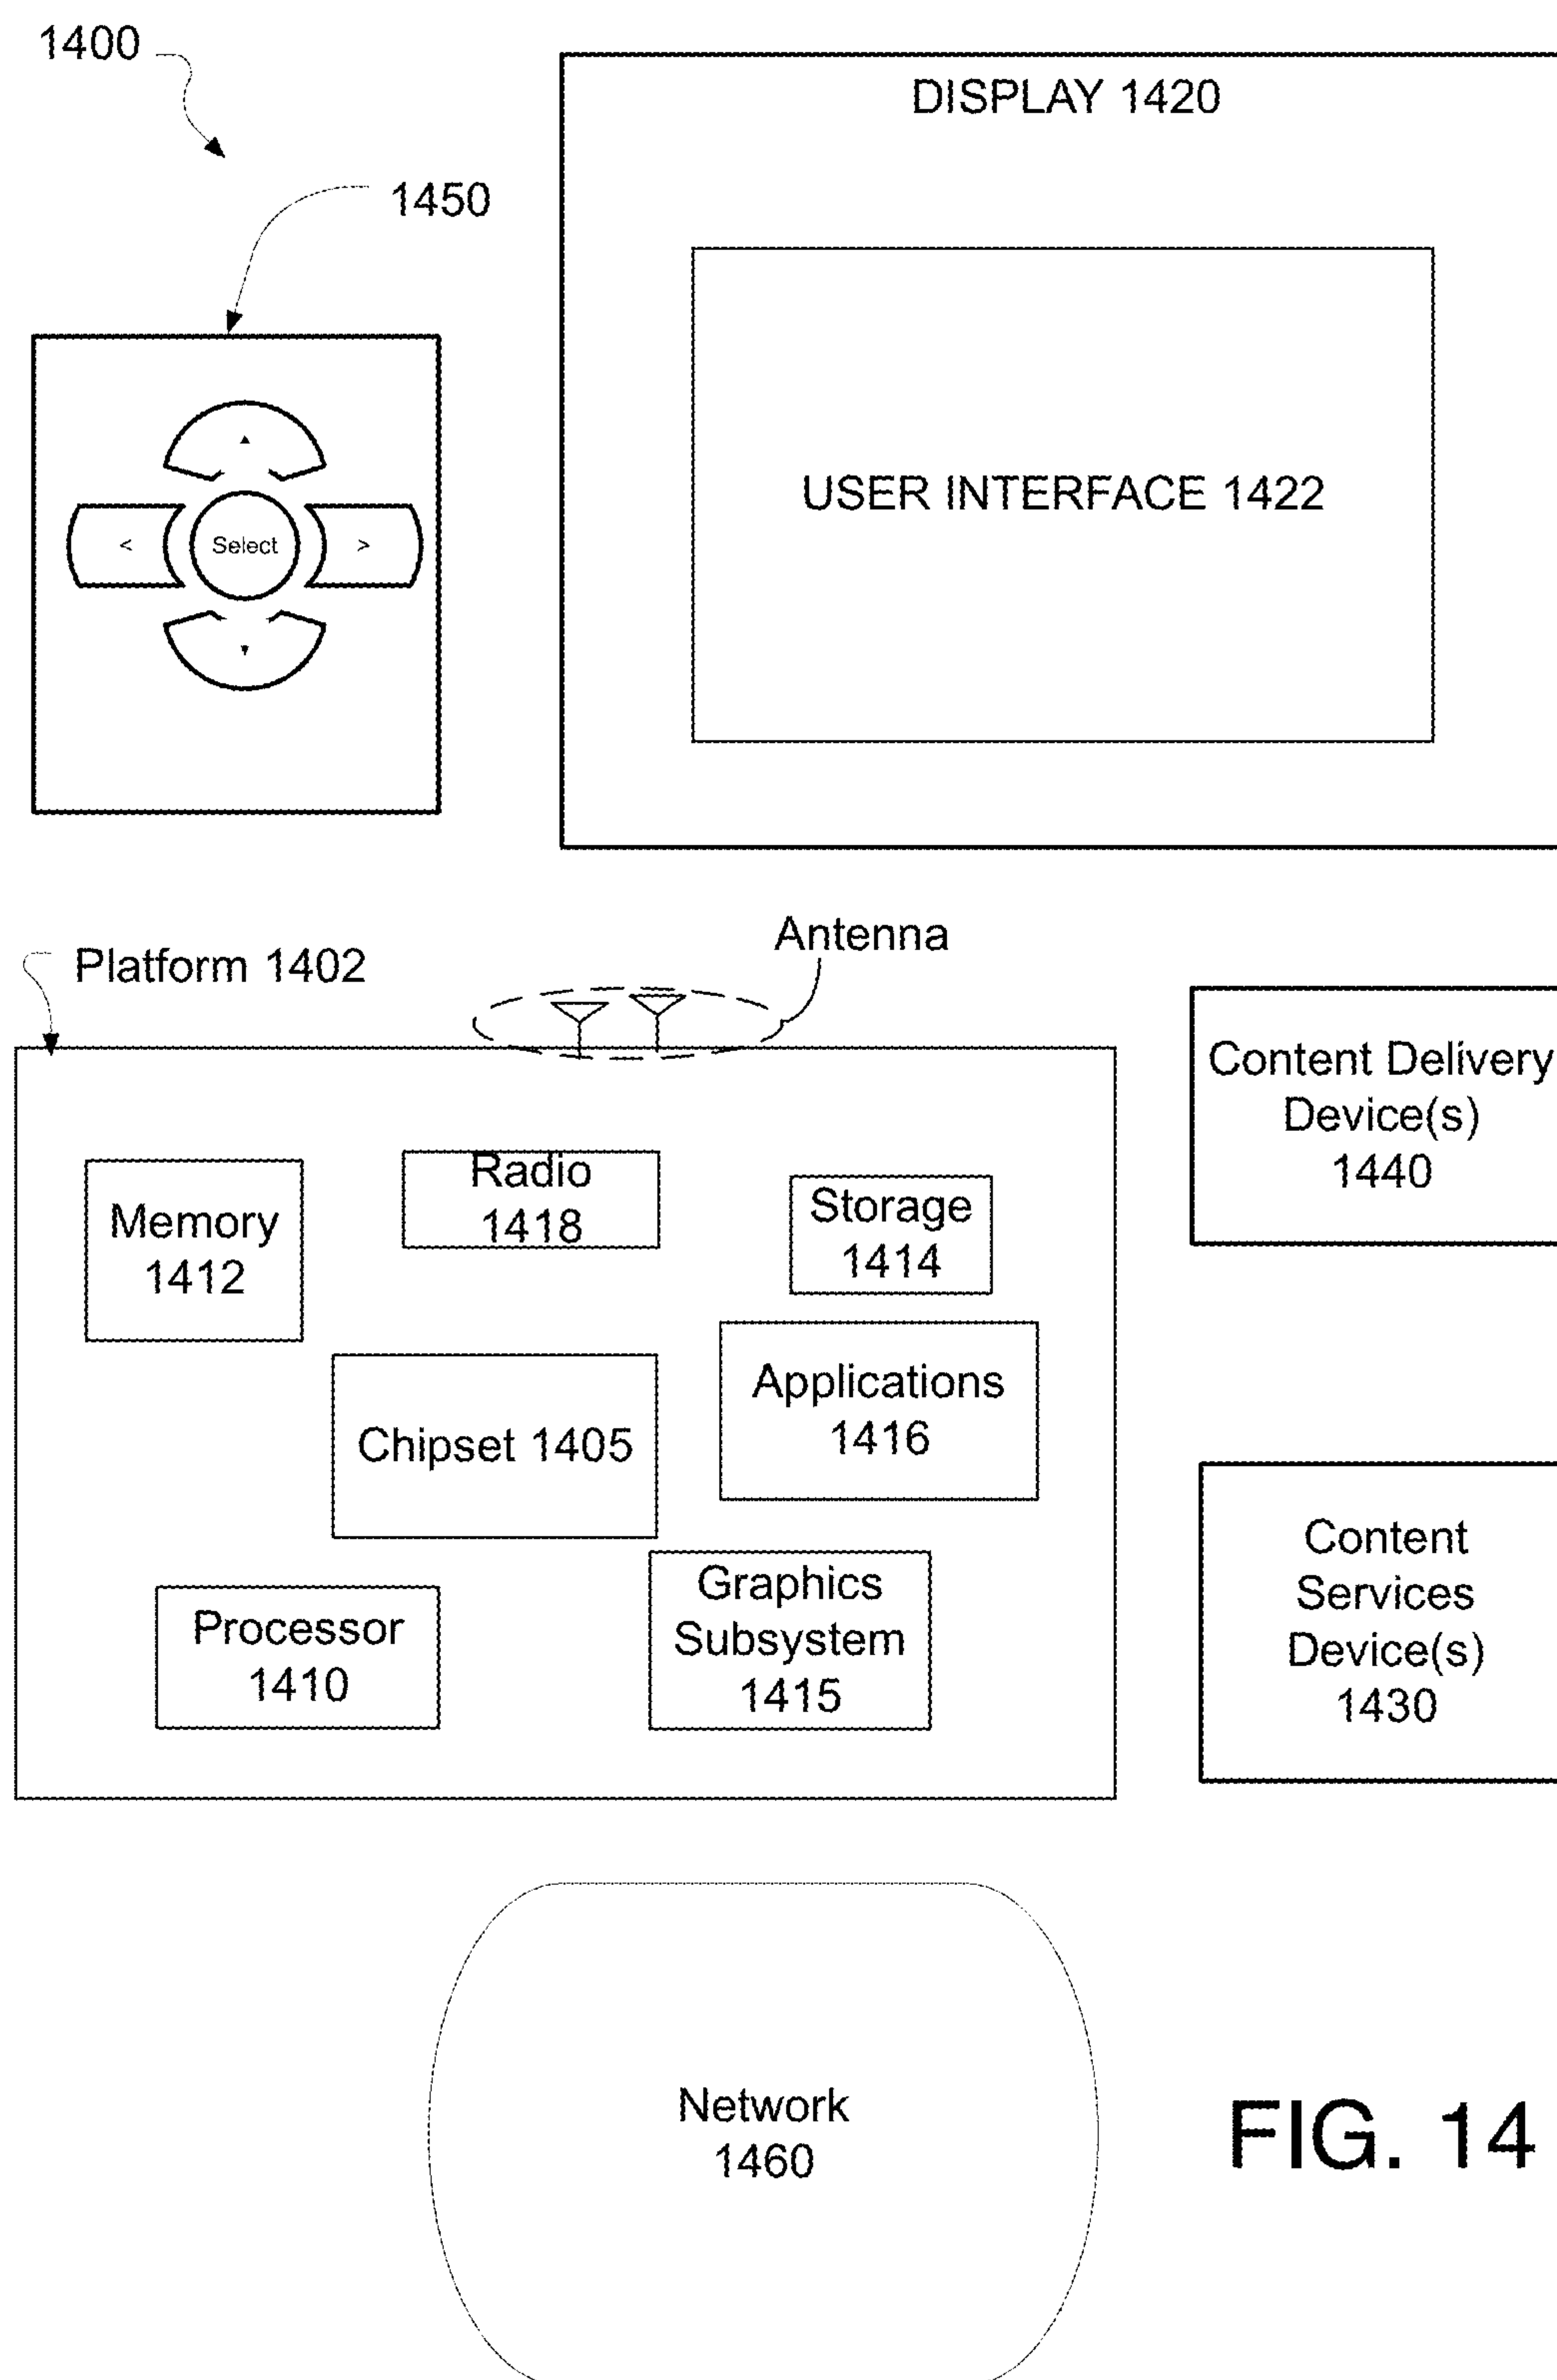 1400
DISPLAY 1420
1450
USER INTERFACE 1422
<
Select
>
Antenna
Platform 1402
Content Delivery
Device(s)
1440
Radio
1418
Memory
1412
Storage
1414
Applications
1416
Chipset 1405
Content
Services
Device(s)
1430
Graphics
Subsystem
1415
Processor
1410
Network
1460
FIG. 14